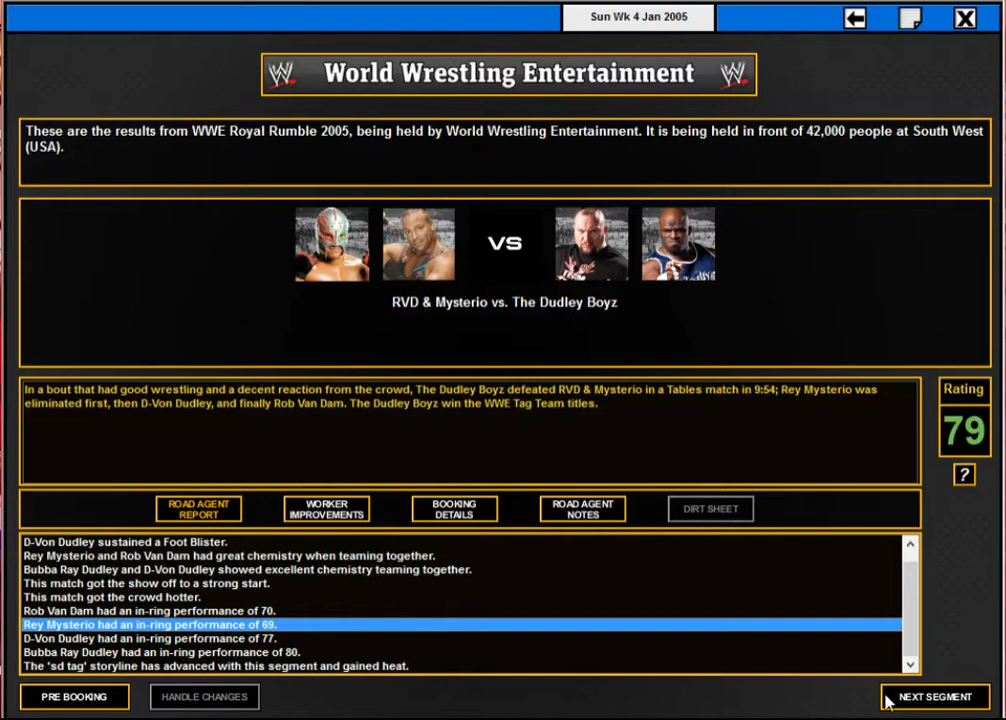 Sun Wk 4 Jan 2005
World Wrestling Entertainment
These are the results from WWE Royal Rumble 2005, being held by World Wrestling Entertainment. It is being held in front of 42,000 people at South West
(USA).
VS
RVD & Mysterio vs. The Dudley Boyz
In a bout that had good wrestling and a decent reaction from the crowd, The Dudley Boyz defeated RVD & Mysterio in a Tables match in 9:54; Rey Mysterio was
eliminated first, then D-Von Dudley, and finally Rob Van Dam. The Dudley Boyz win the WWE Tag Team titles.
Rating
79
?
ROAD AGENT
REPORT
WORKER
IMPROVEMENTS
BOOKING
DETAILS
ROAD AGENT
NOTES
DIRT SHEET
D-Von Dudley sustained a Foot Blister.
Rey Mysterio and Rob Van Dam had great chemistry when teaming together.
Bubba Ray Dudley and D-Von Dudley showed excellent chemistry teaming together.
This match got the show off to a strong start.
This match got the crowd hotter.
Rob Van Dam had an in-ring performance of 70.
Rey Mysterio had an in-ring performance of 69.
D-Von Dudley had an in-ring performance of 77.
Bubba Ray Dudley had an in-ring performance of 80.
The 'sd tag' storyline has advanced with this segment and gained heat.
PRE BOOKING
HANDLE CHANGES
NEXT SEGMENT